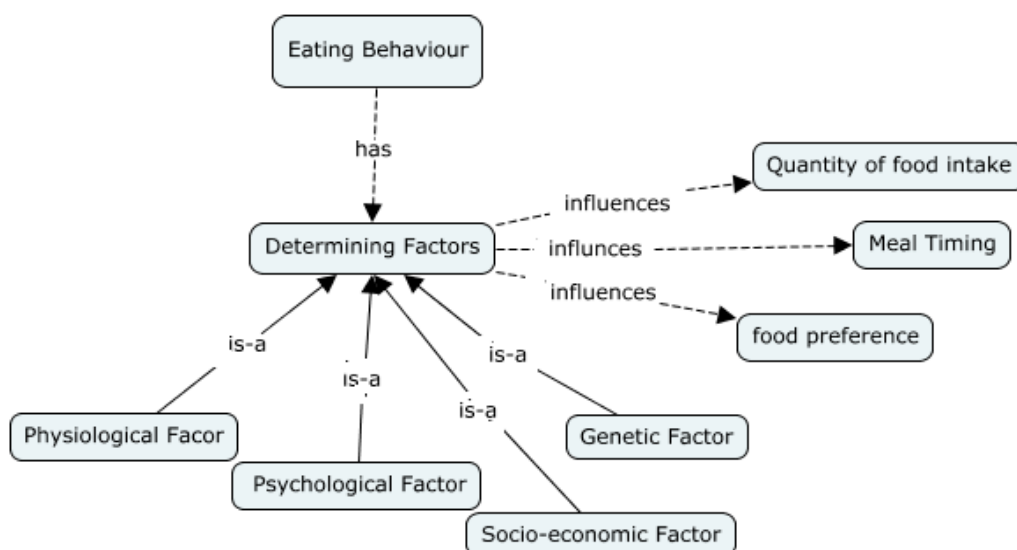 Eating Behaviour
has
Quantity of food intake
influences
Determining Factors
influnces
Meal Timing
influences
food preference
is-a
is-a
is-a
is-a
Physiological Facor
Genetic Factor
Psychological Factor
Socio-economic Factor